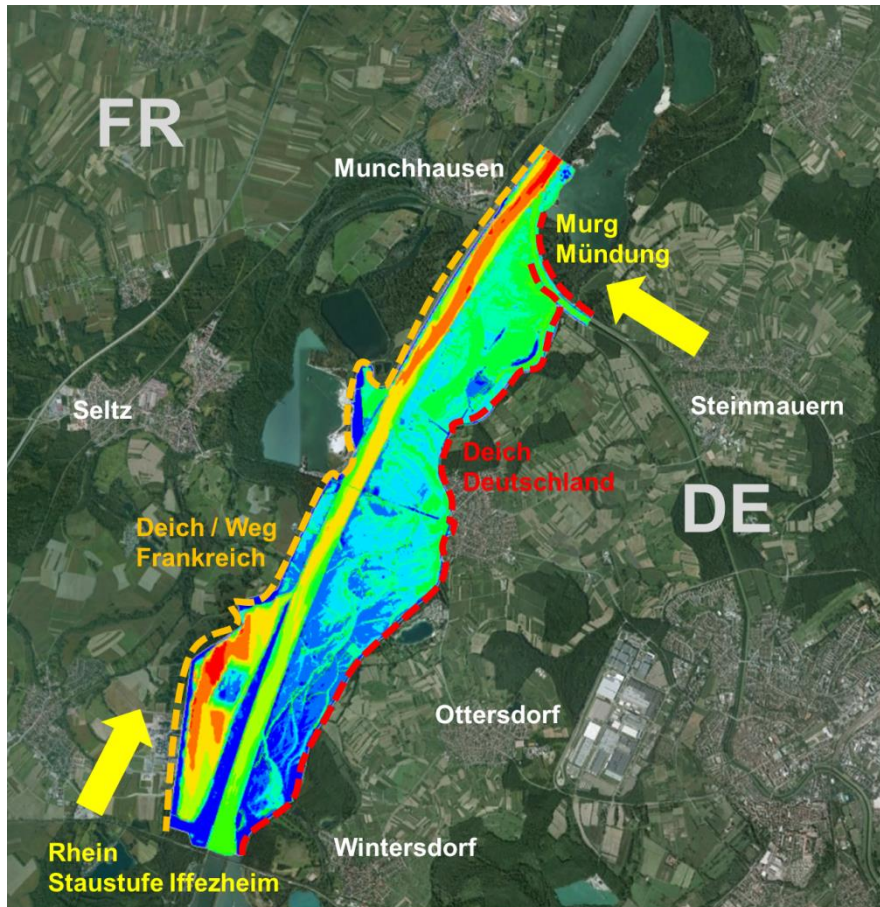 FR
Munchhausen
Murg
Mündung
Seltz
Steinmauern
Deich
Deutschland
DE
Deich / Weg
Frankreich
Ottersdorf
Wintersdorf
Rhein
Staustufe Iffezheim